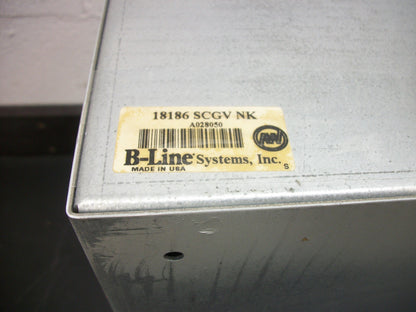 18186 SCGV NK
A028050
B-Line Systems, Inc.
MADE IN USA
S